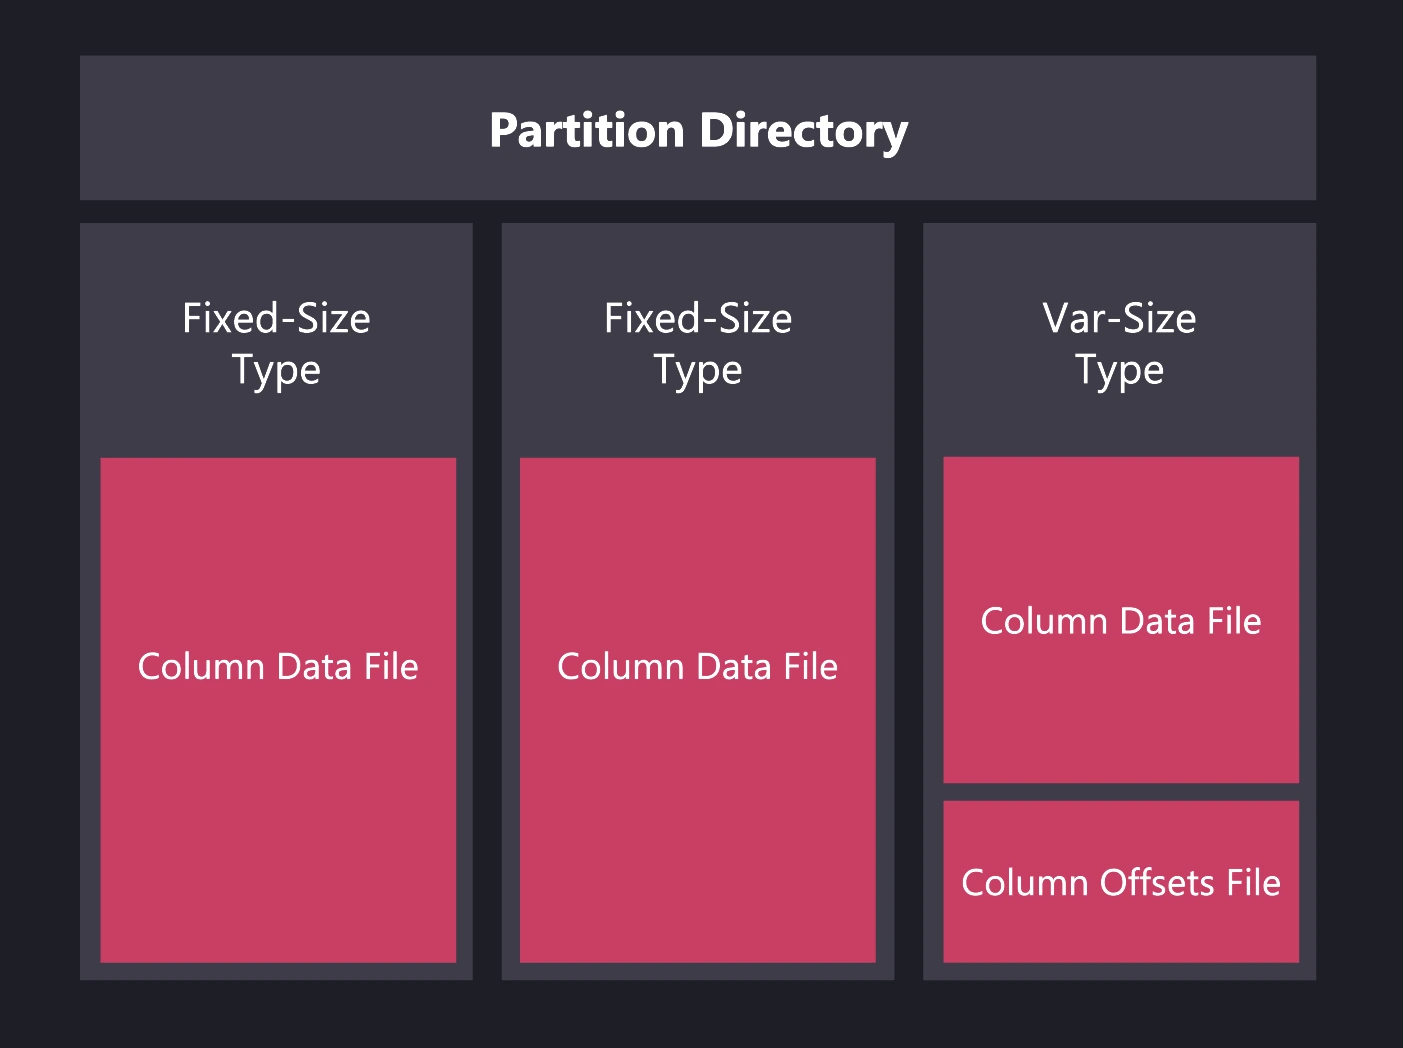 Partition Directory
Fixed-Size
Type
Column Data File
Fixed-Size
Type
Column Data File
Var-Size
Type
Column Data File
Column Offsets File